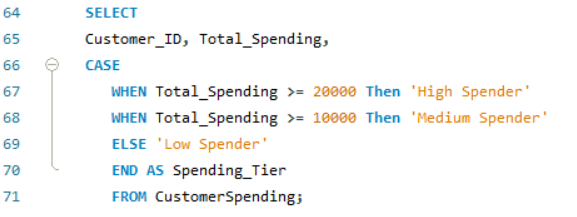 64 SELECT
65 Customer_ID, Total_Spending,
66 CASE
67 WHEN Total_Spending >= 20000 Then 'High Spender'
68 WHEN Total_Spending >= 10000 Then 'Medium Spender'
69 ELSE 'Low Spender'
70 END AS Spending_Tier
71 FROM CustomerSpending;